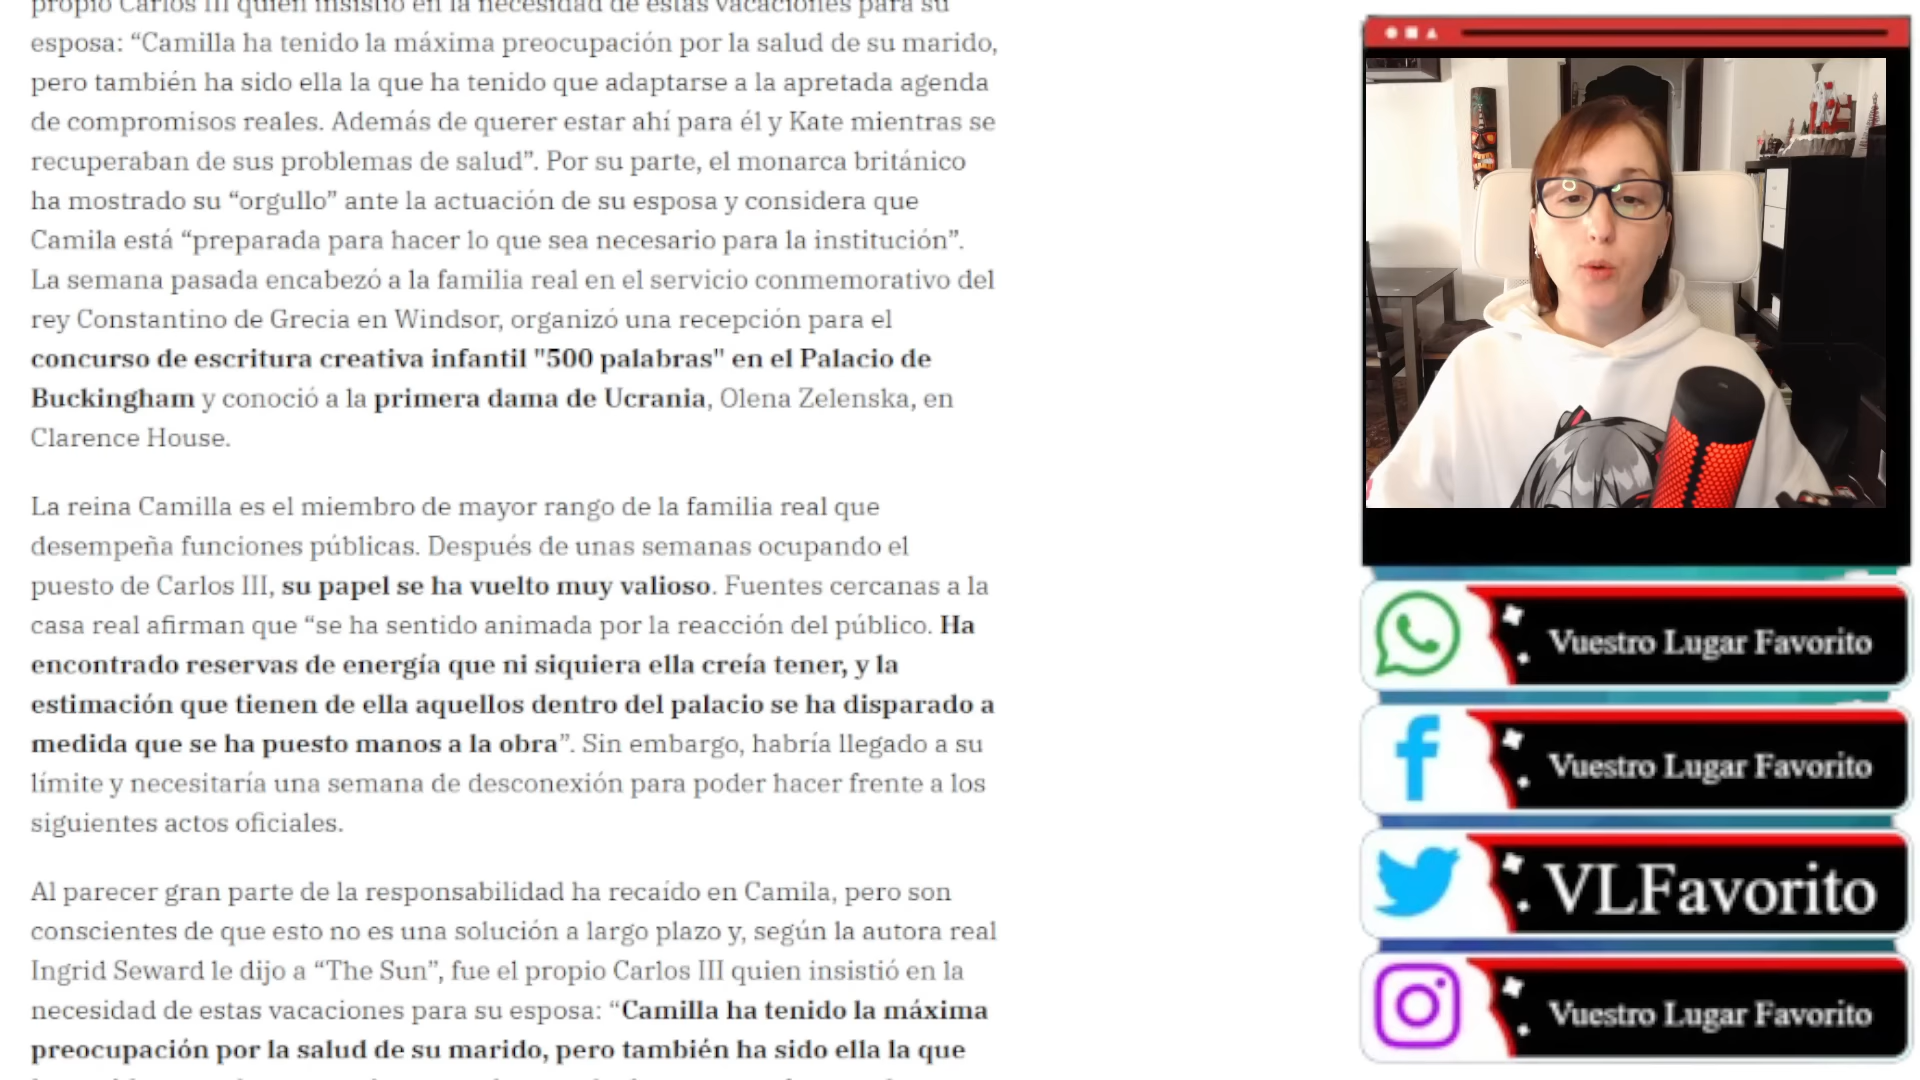 propio Carlos III quien insistió en la necesidad de estas vacaciones para su
esposa: “Camilla ha tenido la máxima preocupación por la salud de su marido,
pero también ha sido ella la que ha tenido que adaptarse a la apretada agenda
de compromisos reales. Además de querer estar ahí para él y Kate mientras se
recuperaban de sus problemas de salud”. Por su parte, el monarca británico
ha mostrado su “orgullo” ante la actuación de su esposa y considera que
Camila está “preparada para hacer lo que sea necesario para la institución”.
La semana pasada encabezó a la familia real en el servicio conmemorativo del
rey Constantino de Grecia en Windsor, organizó una recepción para el
concurso de escritura creativa infantil "500 palabras" en el Palacio de
Buckingham y conoció a la primera dama de Ucrania, Olena Zelenska, en
Clarence House.
La reina Camilla es el miembro de mayor rango de la familia real que
desempeña funciones públicas. Después de unas semanas ocupando el
puesto de Carlos III, su papel se ha vuelto muy valioso. Fuentes cercanas a la
casa real afirman que “se ha sentido animada por la reacción del público. Ha
encontrado reservas de energía que ni siquiera ella creía tener, y la
estimación que tienen de ella aquellos dentro del palacio se ha disparado a
medida que se ha puesto manos a la obra”. Sin embargo, habría llegado a su
límite y necesitaría una semana de desconexión para poder hacer frente a los
siguientes actos oficiales.
Al parecer gran parte de la responsabilidad ha recaído en Camila, pero son
conscientes de que esto no es una solución a largo plazo y, según la autora real
Ingrid Seward le dijo a “The Sun”, fue el propio Carlos III quien insistió en la
necesidad de estas vacaciones para su esposa: “Camilla ha tenido la máxima
preocupación por la salud de su marido, pero también ha sido ella la que
Vuestro Lugar Favorito
Vuestro Lugar Favorito
VLFavorito
Vuestro Lugar Favorito